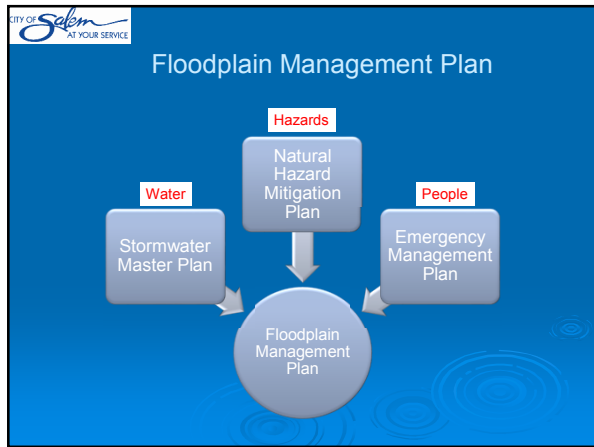 CITY OF Salem
AT YOUR SERVICE
Floodplain Management Plan
Hazards
Natural
Hazard
Mitigation
Plan
Water
Stormwater
Master Plan
People
Emergency
Management
Plan
Floodplain
Management
Plan